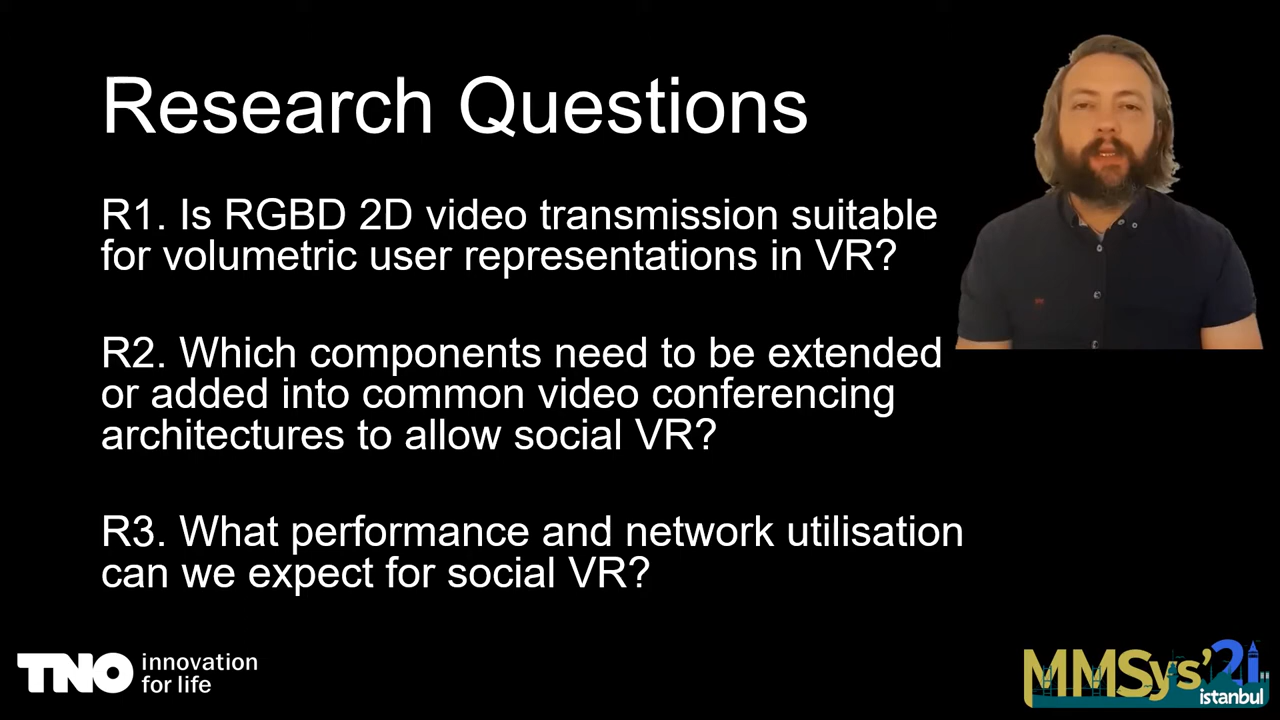 Research Questions
R1. Is RGBD 2D video transmission suitable
for volumetric user representations in VR?
R2. Which components need to be extended
or added into common video conferencing
architectures to allow social VR?
R3. What performance and network utilisation
can we expect for social VR?
TNO innovation
for life
MMSys'21
istanbul